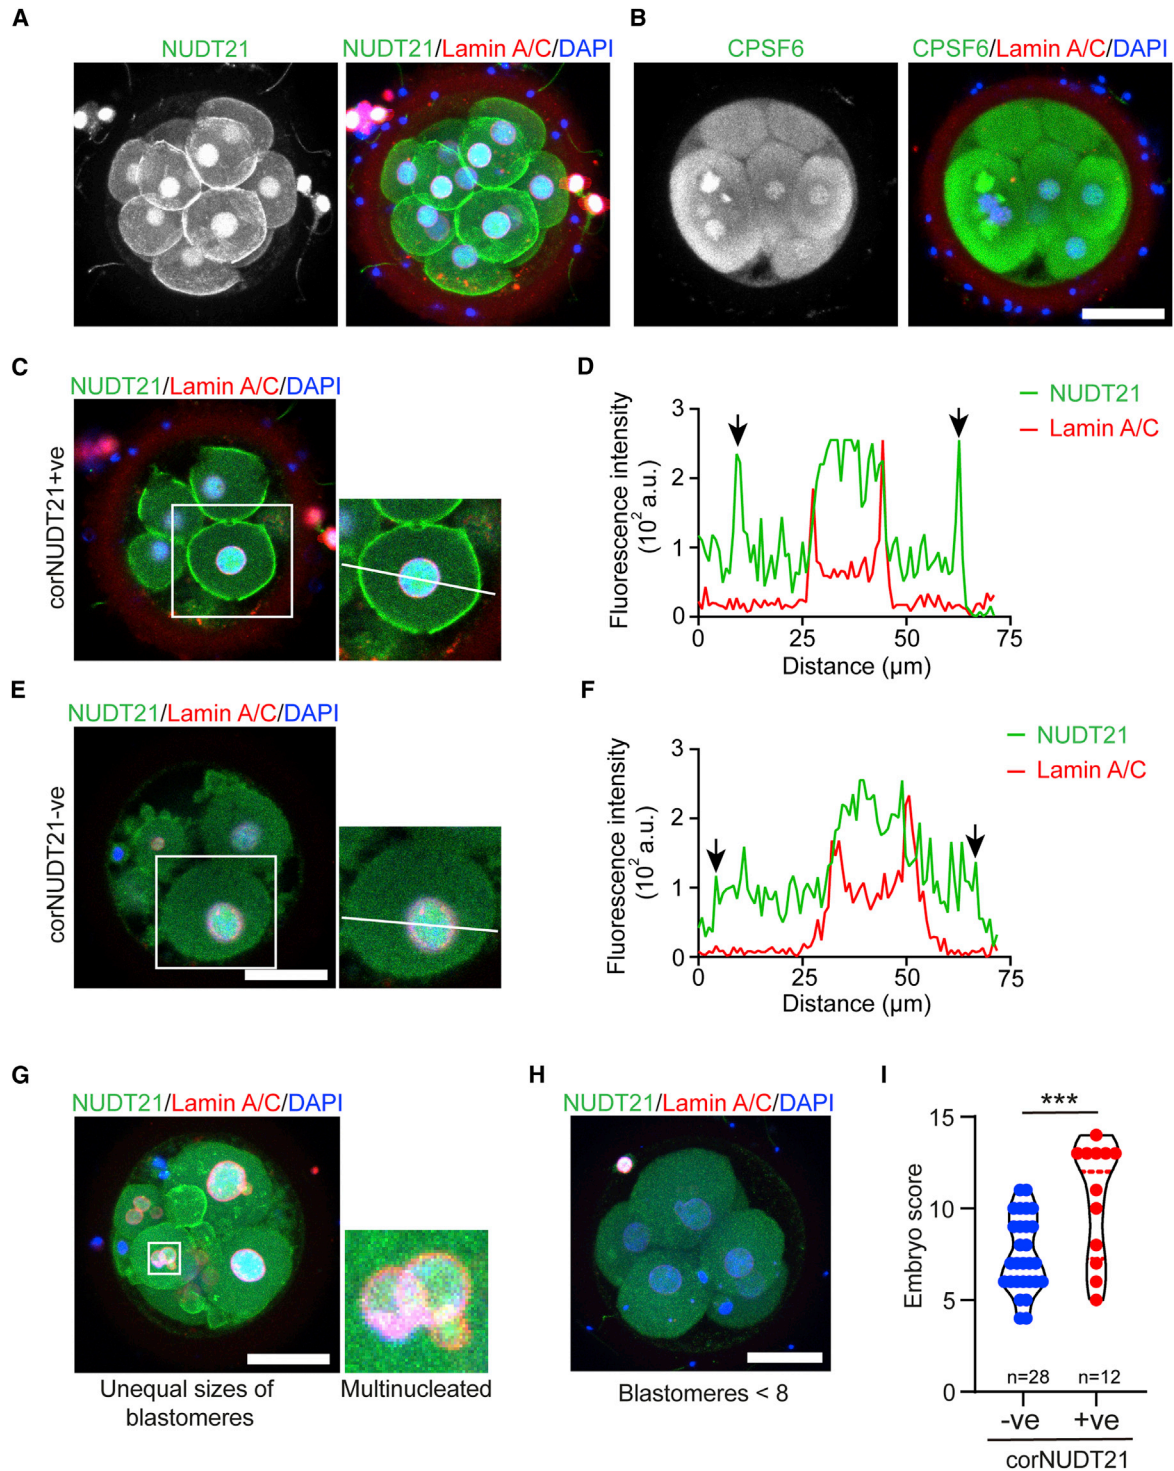 A
NUDT21
NUDT21/Lamin A/C/DAPI
B
CPSF6
CPSF6/Lamin A/C/DAPI
C
NUDT21/Lamin A/C/DAPI
corNUDT21+ve
D
Fluorescence intensity
(10² a.u.)
3
2
1
0
0
25
50
75
Distance (µm)
NUDT21
Lamin A/C
E
NUDT21/Lamin A/C/DAPI
corNUDT21-ve
F
Fluorescence intensity
(10² a.u.)
3
2
1
0
0
25
50
75
Distance (µm)
NUDT21
Lamin A/C
G
NUDT21/Lamin A/C/DAPI
Unequal sizes of
blastomeres
Multinucleated
H
NUDT21/Lamin A/C/DAPI
Blastomeres < 8
I
Embryo score
15
10
5
0
***
n=28
n=12
-ve
+ve
corNUDT21